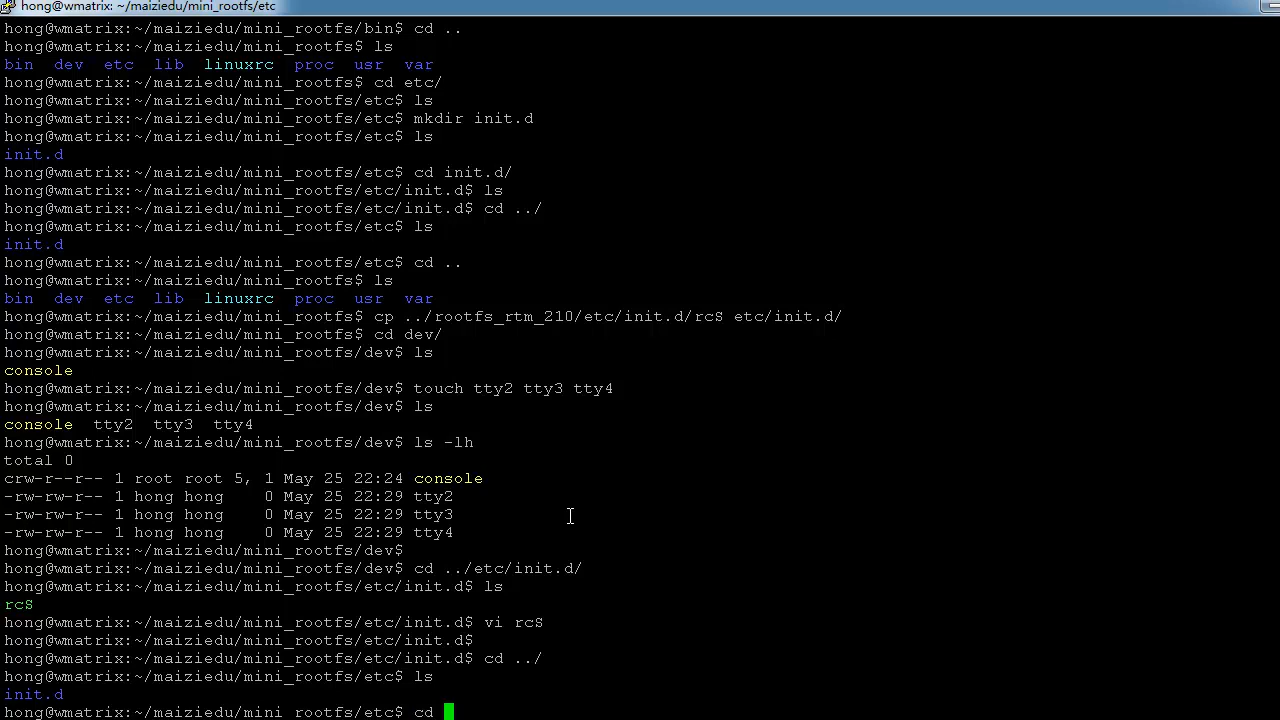 hong@wmatrix: ~/maiziedu/mini_rootfs/etc
hong@wmatrix:~/maiziedu/mini_rootfs/bin$ cd ..
hong@wmatrix:~/maiziedu/mini_rootfs$ ls
bin dev etc lib linuxrc proc usr var
hong@wmatrix:~/maiziedu/mini_rootfs$ cd etc/
hong@wmatrix:~/maiziedu/mini_rootfs/etc$ ls
hong@wmatrix:~/maiziedu/mini_rootfs/etc$ mkdir init.d
hong@wmatrix:~/maiziedu/mini_rootfs/etc$ ls
init.d
hong@wmatrix:~/maiziedu/mini_rootfs/etc$ cd init.d/
hong@wmatrix:~/maiziedu/mini_rootfs/etc/init.d$ ls
hong@wmatrix:~/maiziedu/mini_rootfs/etc/init.d$ cd ../
hong@wmatrix:~/maiziedu/mini_rootfs/etc$ ls
init.d
hong@wmatrix:~/maiziedu/mini_rootfs/etc$ cd ..
hong@wmatrix:~/maiziedu/mini_rootfs$ ls
bin dev etc lib linuxrc proc usr var
hong@wmatrix:~/maiziedu/mini_rootfs$ cp ../rootfs_rtm_210/etc/init.d/rcS etc/init.d/
hong@wmatrix:~/maiziedu/mini_rootfs$ cd dev/
hong@wmatrix:~/maiziedu/mini_rootfs/dev$ ls
console
hong@wmatrix:~/maiziedu/mini_rootfs/dev$ touch tty2 tty3 tty4
hong@wmatrix:~/maiziedu/mini_rootfs/dev$ ls
console tty2 tty3 tty4
hong@wmatrix:~/maiziedu/mini_rootfs/dev$ ls -lh
total 0
crw-r--r-- 1 root root 5, 1 May 25 22:24 console
-rw-rw-r-- 1 hong hong 0 May 25 22:29 tty2
-rw-rw-r-- 1 hong hong 0 May 25 22:29 tty3
-rw-rw-r-- 1 hong hong 0 May 25 22:29 tty4
hong@wmatrix:~/maiziedu/mini_rootfs/dev$
hong@wmatrix:~/maiziedu/mini_rootfs/dev$ cd ../etc/init.d/
hong@wmatrix:~/maiziedu/mini_rootfs/etc/init.d$ ls
rcS
hong@wmatrix:~/maiziedu/mini_rootfs/etc/init.d$ vi rcS
hong@wmatrix:~/maiziedu/mini_rootfs/etc/init.d$
hong@wmatrix:~/maiziedu/mini_rootfs/etc/init.d$ cd ../
hong@wmatrix:~/maiziedu/mini_rootfs/etc$ ls
init.d
hong@wmatrix:~/maiziedu/mini_rootfs/etc$ cd